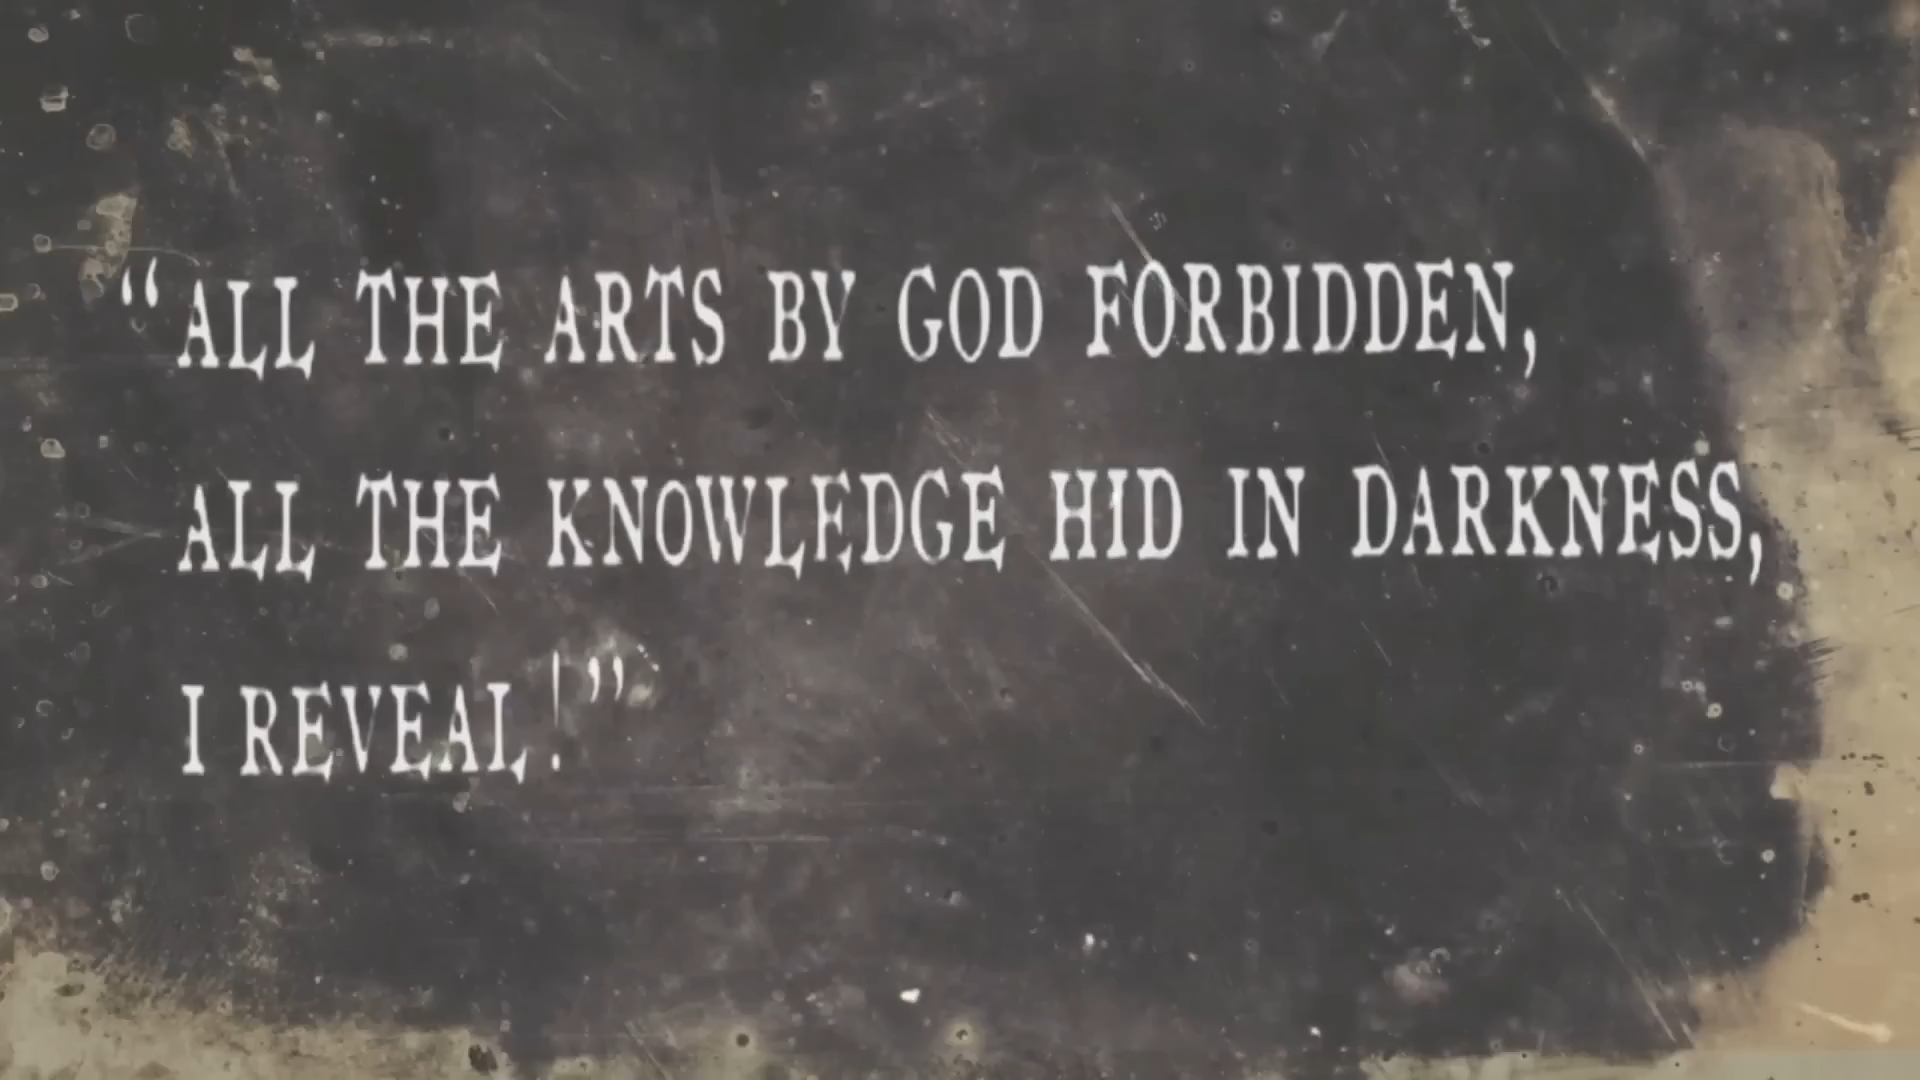 “ALL THE ARTS BY GOD FORBIDDEN,
ALL THE KNOWLEDGE HID IN DARKNESS,
I REVEAL!”